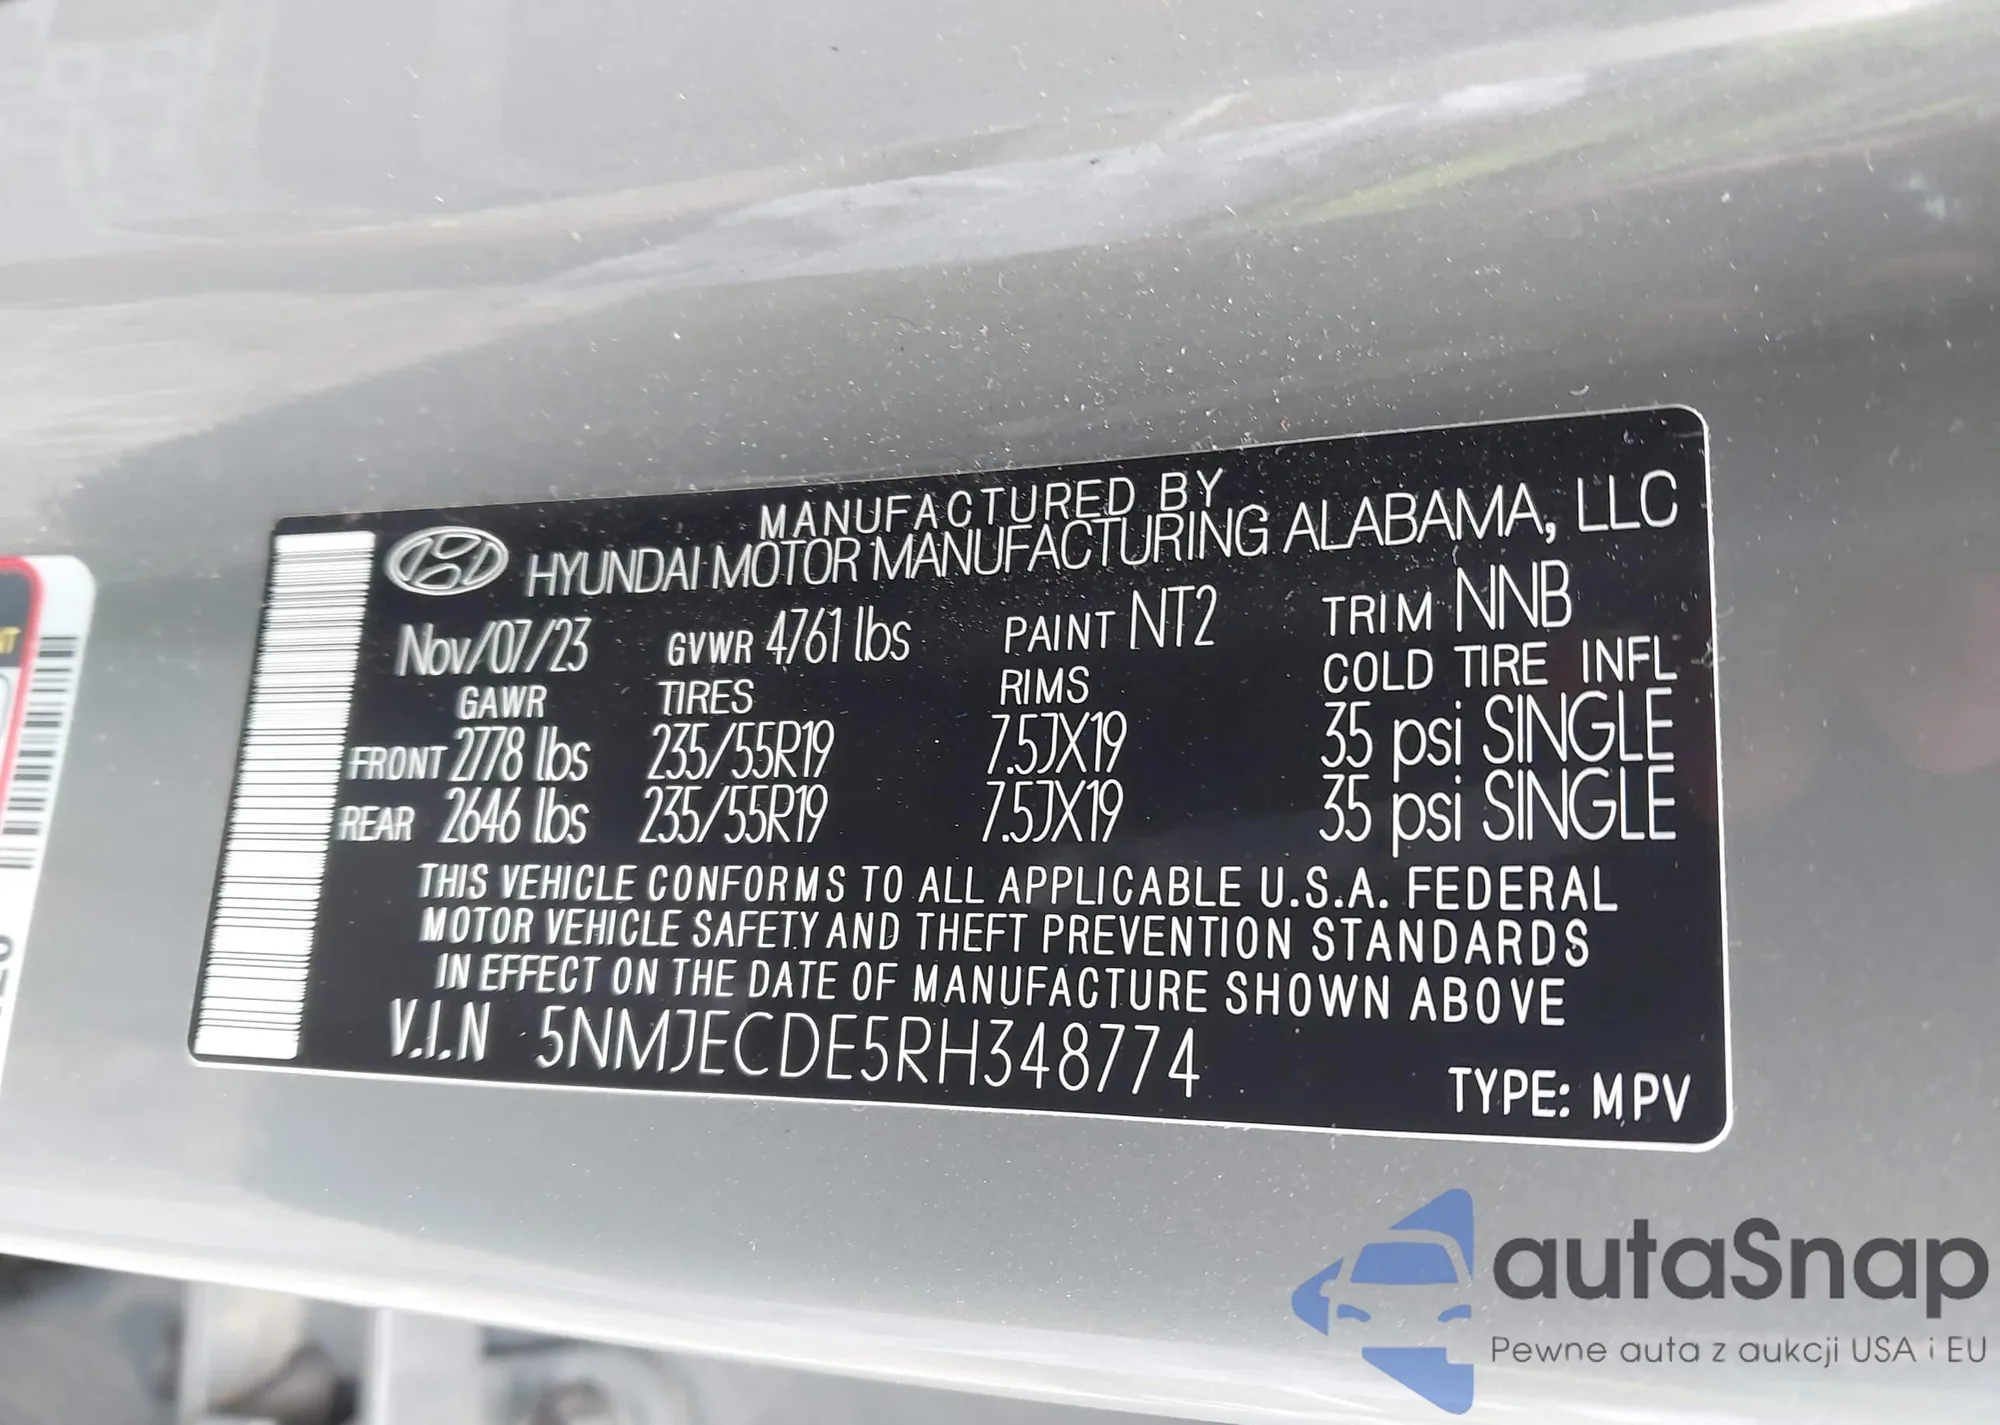 MANUFACTURED BY
HYUNDAI MOTOR MANUFACTURING ALABAMA, LLC
Nov/07/23 GVWR 4761 lbs PAINT NT2 TRIM NNB
GAWR TIRES RIMS COLD TIRE INFL
FRONT 2778 lbs 235/55R19 7.5JX19 35 psi SINGLE
REAR 2646 lbs 235/55R19 7.5JX19 35 psi SINGLE
THIS VEHICLE CONFORMS TO ALL APPLICABLE U.S.A. FEDERAL
MOTOR VEHICLE SAFETY AND THEFT PREVENTION STANDARDS
IN EFFECT ON THE DATE OF MANUFACTURE SHOWN ABOVE
V.I.N 5NMJECDE5RH348774
TYPE: MPV
autaSnap
Pewne auta z aukcji USA i EU